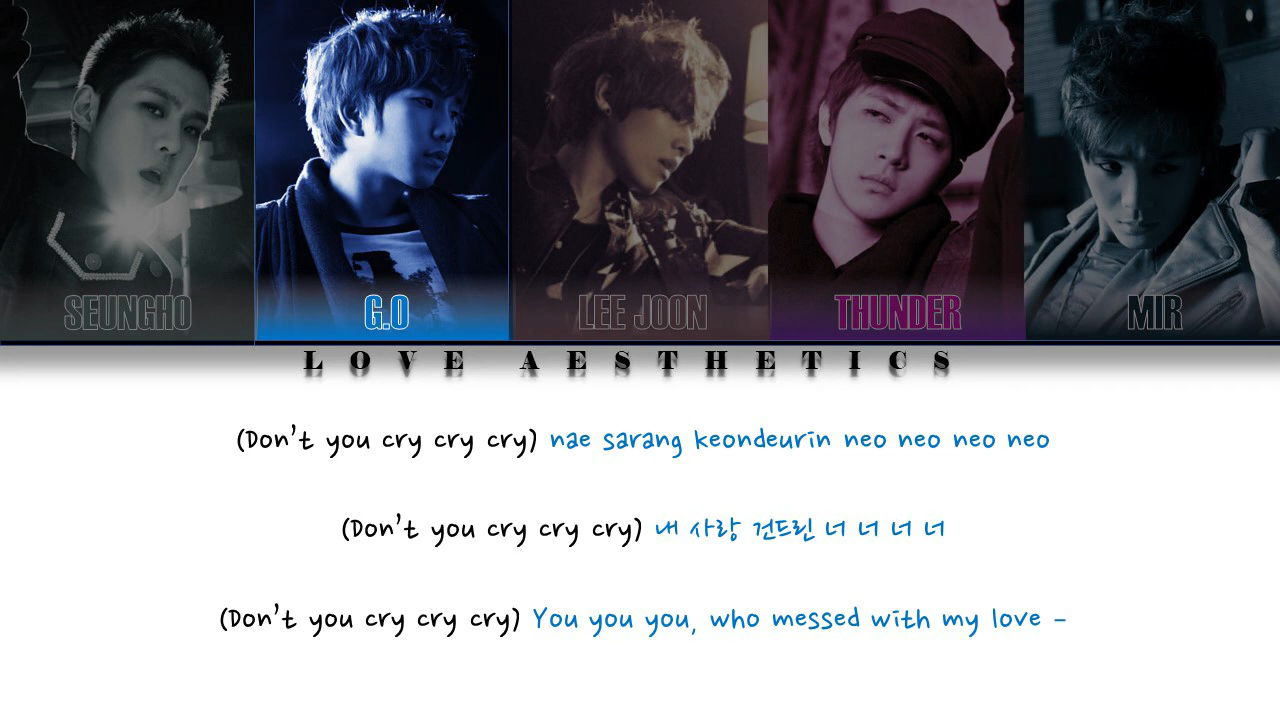 SEUNGHO G.O LEE JOON THUNDER MIR
LOVE AESTHETICS
(Don't you cry cry cry) nae sarang keondeurin neo neo neo neo
(Don't you cry cry cry) 내 사랑 건드린 너 너 너 너
(Don't you cry cry cry) You you you, who messed with my love -